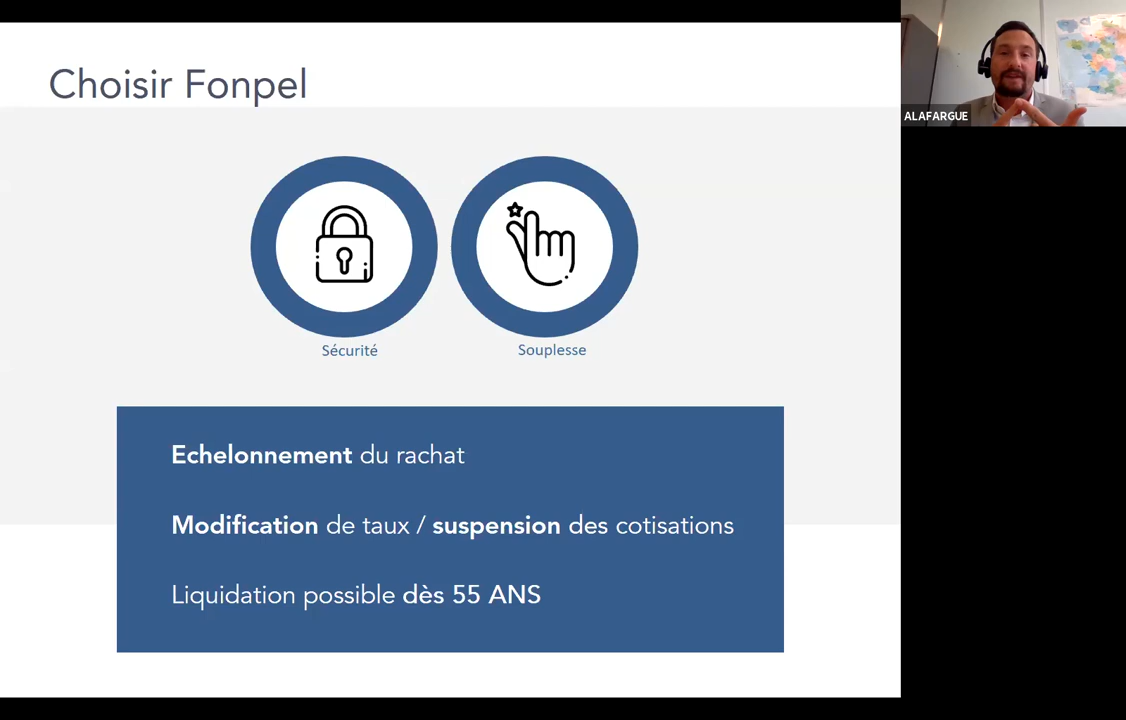 Choisir Fonpel
ALAFARGUE
Sécurité
Souplesse
Echelonnement du rachat
Modification de taux / suspension des cotisations
Liquidation possible dès 55 ANS